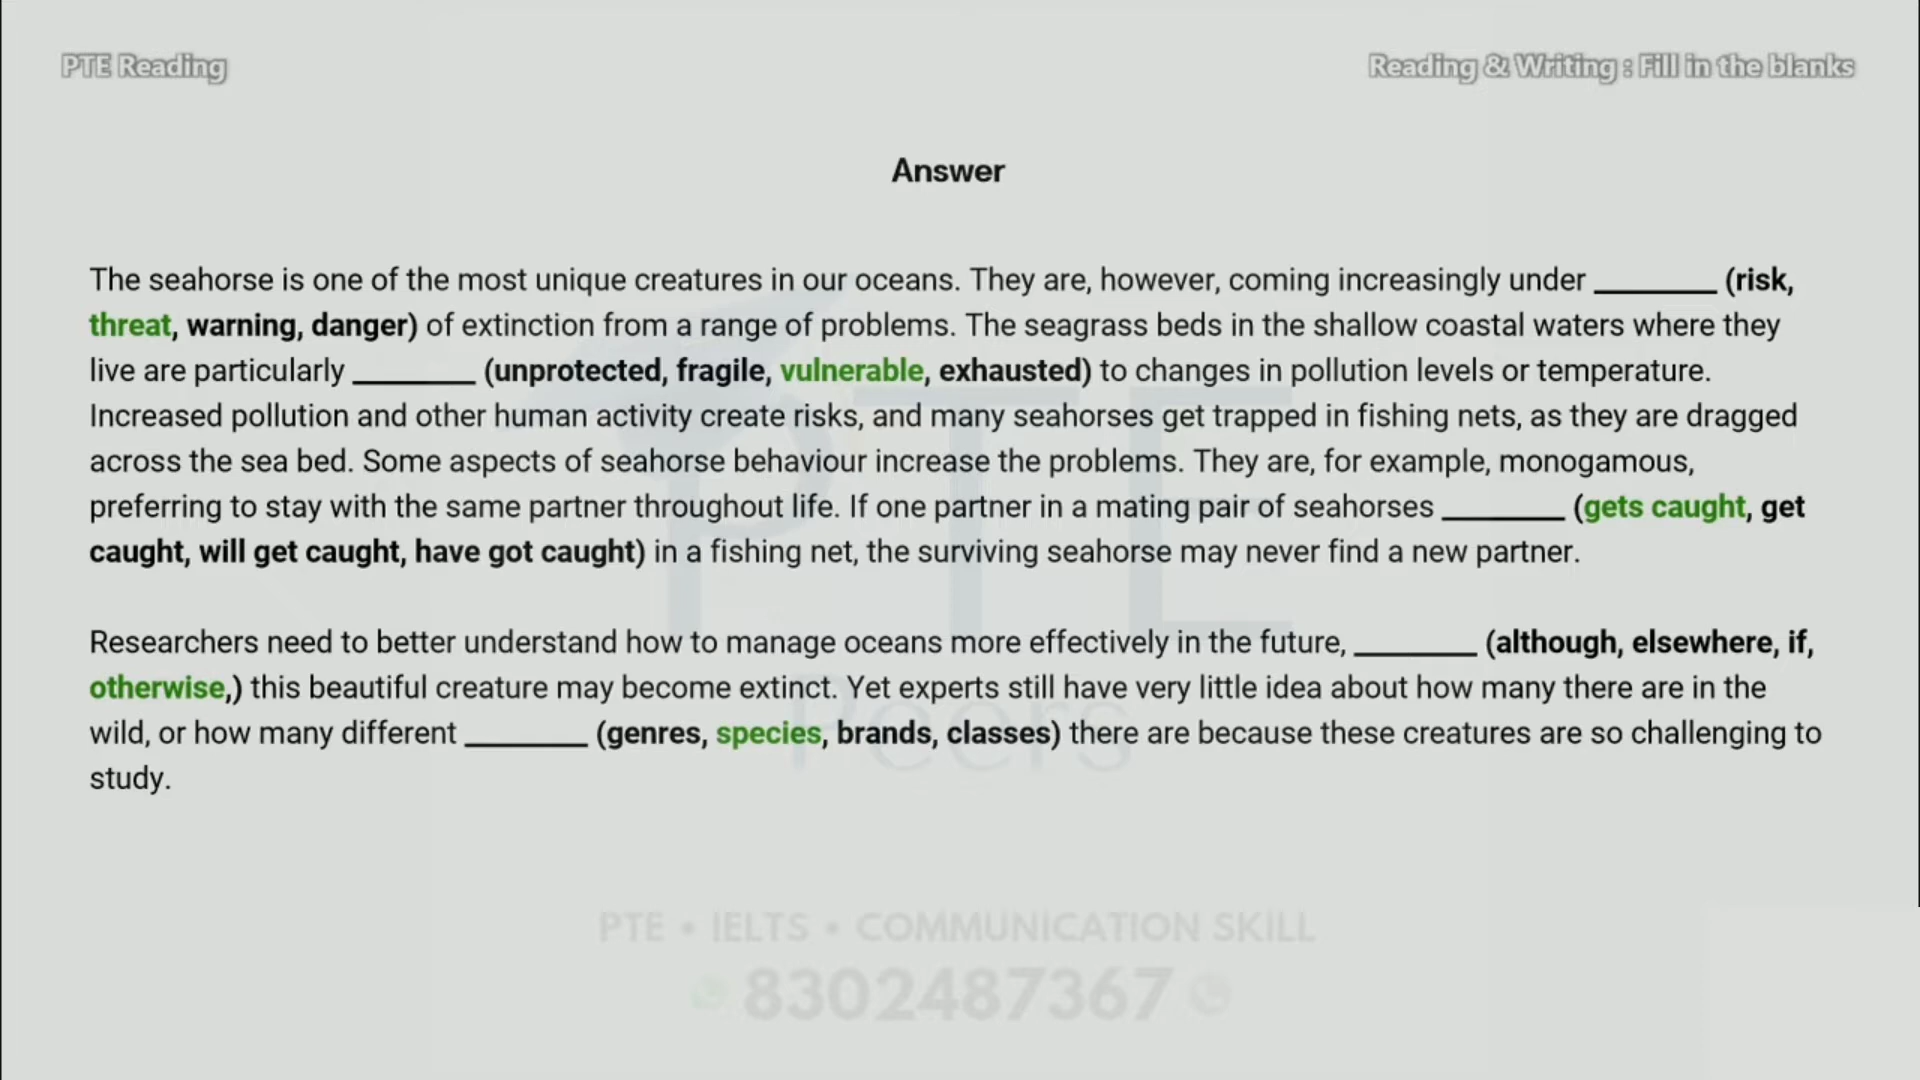 PTE Reading
Reading & Writing : Fill in the blanks
Answer
The seahorse is one of the most unique creatures in our oceans. They are, however, coming increasingly under ________ (risk,
threat, warning, danger) of extinction from a range of problems. The seagrass beds in the shallow coastal waters where they
live are particularly ________ (unprotected, fragile, vulnerable, exhausted) to changes in pollution levels or temperature.
Increased pollution and other human activity create risks, and many seahorses get trapped in fishing nets, as they are dragged
across the sea bed. Some aspects of seahorse behaviour increase the problems. They are, for example, monogamous,
preferring to stay with the same partner throughout life. If one partner in a mating pair of seahorses ________ (gets caught, get
caught, will get caught, have got caught) in a fishing net, the surviving seahorse may never find a new partner.
Researchers need to better understand how to manage oceans more effectively in the future, ________ (although, elsewhere, if,
otherwise,) this beautiful creature may become extinct. Yet experts still have very little idea about how many there are in the
wild, or how many different ________ (genres, species, brands, classes) there are because these creatures are so challenging to
study.
PTE
Peers
PTE • IELTS • COMMUNICATION SKILL
8302487367